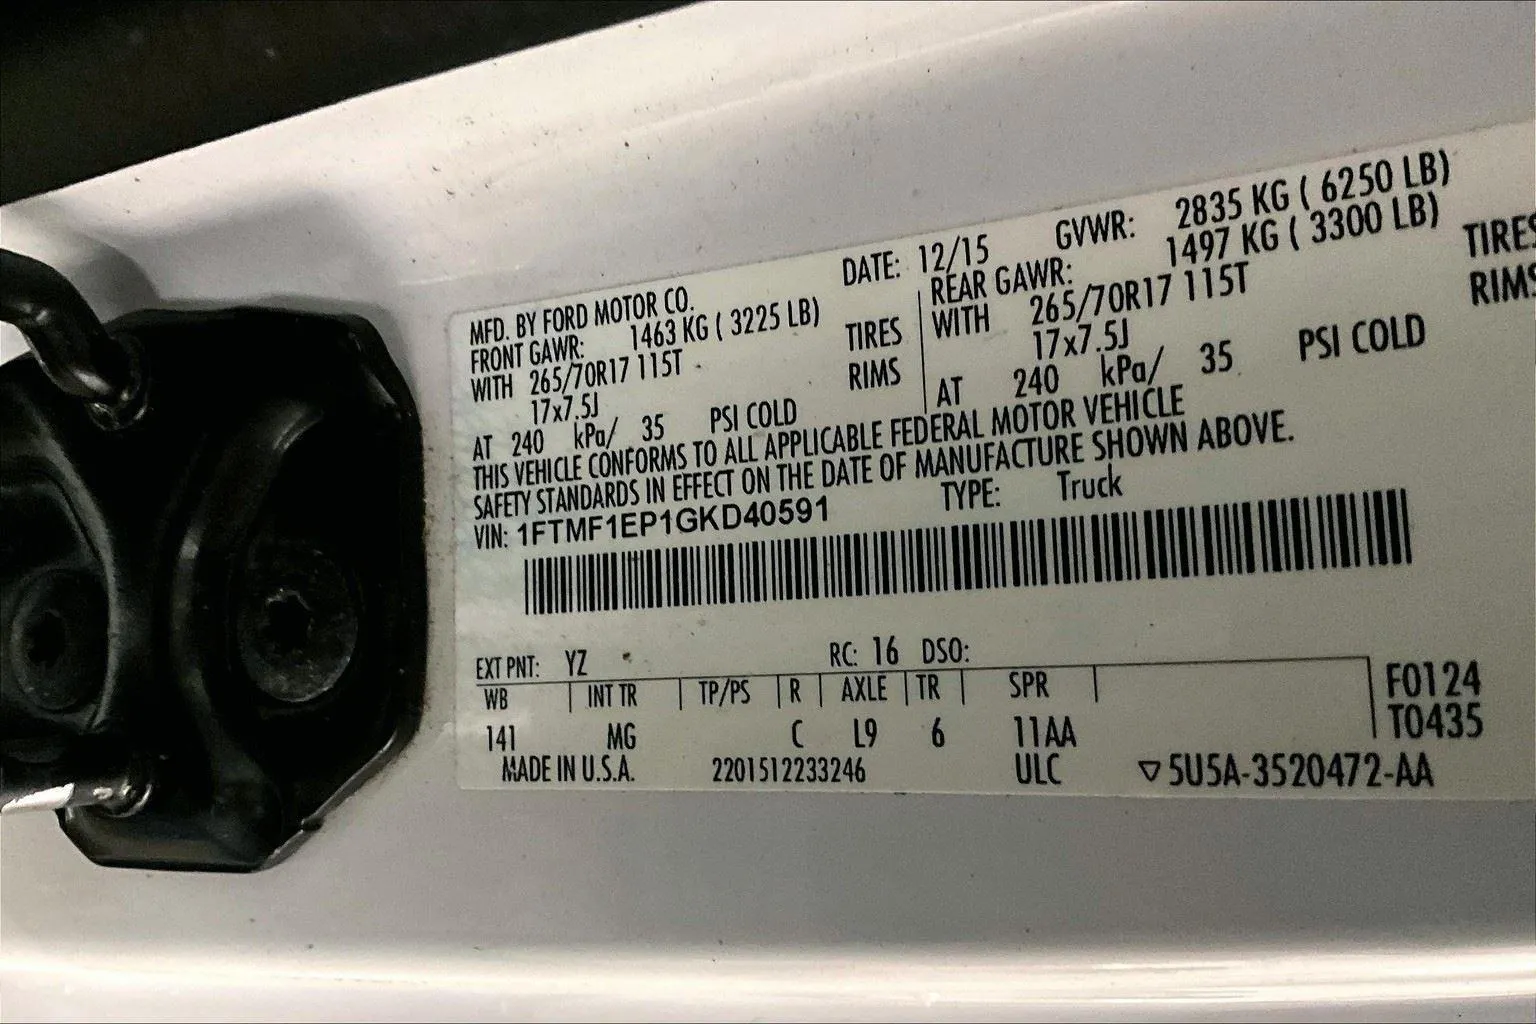 MFD. BY FORD MOTOR CO. DATE: 12/15 GVWR: 2835 KG ( 6250 LB)
FRONT GAWR: 1463 KG ( 3225 LB) REAR GAWR: 1497 KG ( 3300 LB)
WITH 265/70R17 115T TIRES WITH 265/70R17 115T TIRES
17x7.5J RIMS 17x7.5J RIMS
AT 240 kPa/ 35 PSI COLD AT 240 kPa/ 35 PSI COLD
THIS VEHICLE CONFORMS TO ALL APPLICABLE FEDERAL MOTOR VEHICLE
SAFETY STANDARDS IN EFFECT ON THE DATE OF MANUFACTURE SHOWN ABOVE.
VIN: 1FTMF1EP1GKD40591 TYPE: Truck
EXT PNT: YZ RC: 16 DSO:
WB INT TR TP/PS R AXLE TR SPR F0124
141 MG C L9 6 11AA T0435
MADE IN U.S.A. 2201512233246 ULC ▽5U5A-3520472-AA